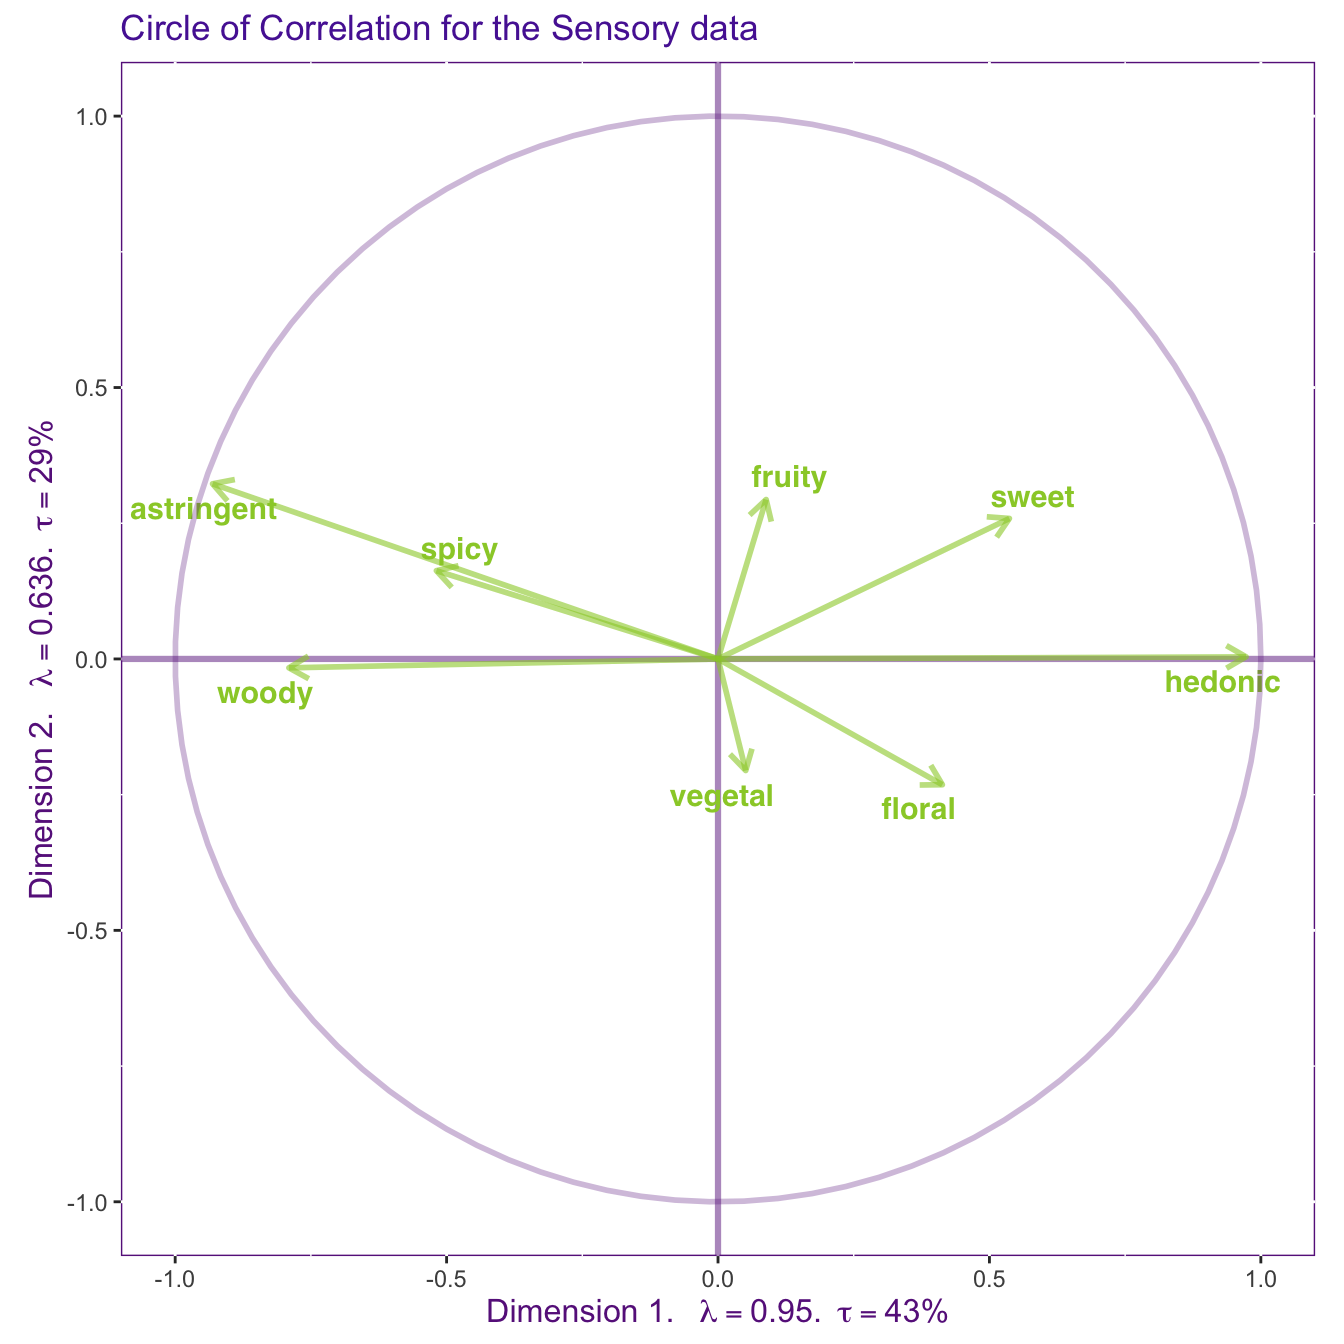 Circle of Correlation for the Sensory data
1.0
0.5
0.0
-0.5
-1.0
Dimension 2.  λ = 0.636.  τ = 29%
fruity
sweet
astringent
spicy
woody
hedonic
vegetal
floral
-1.0
-0.5
0.0
0.5
1.0
Dimension 1.  λ = 0.95.  τ = 43%